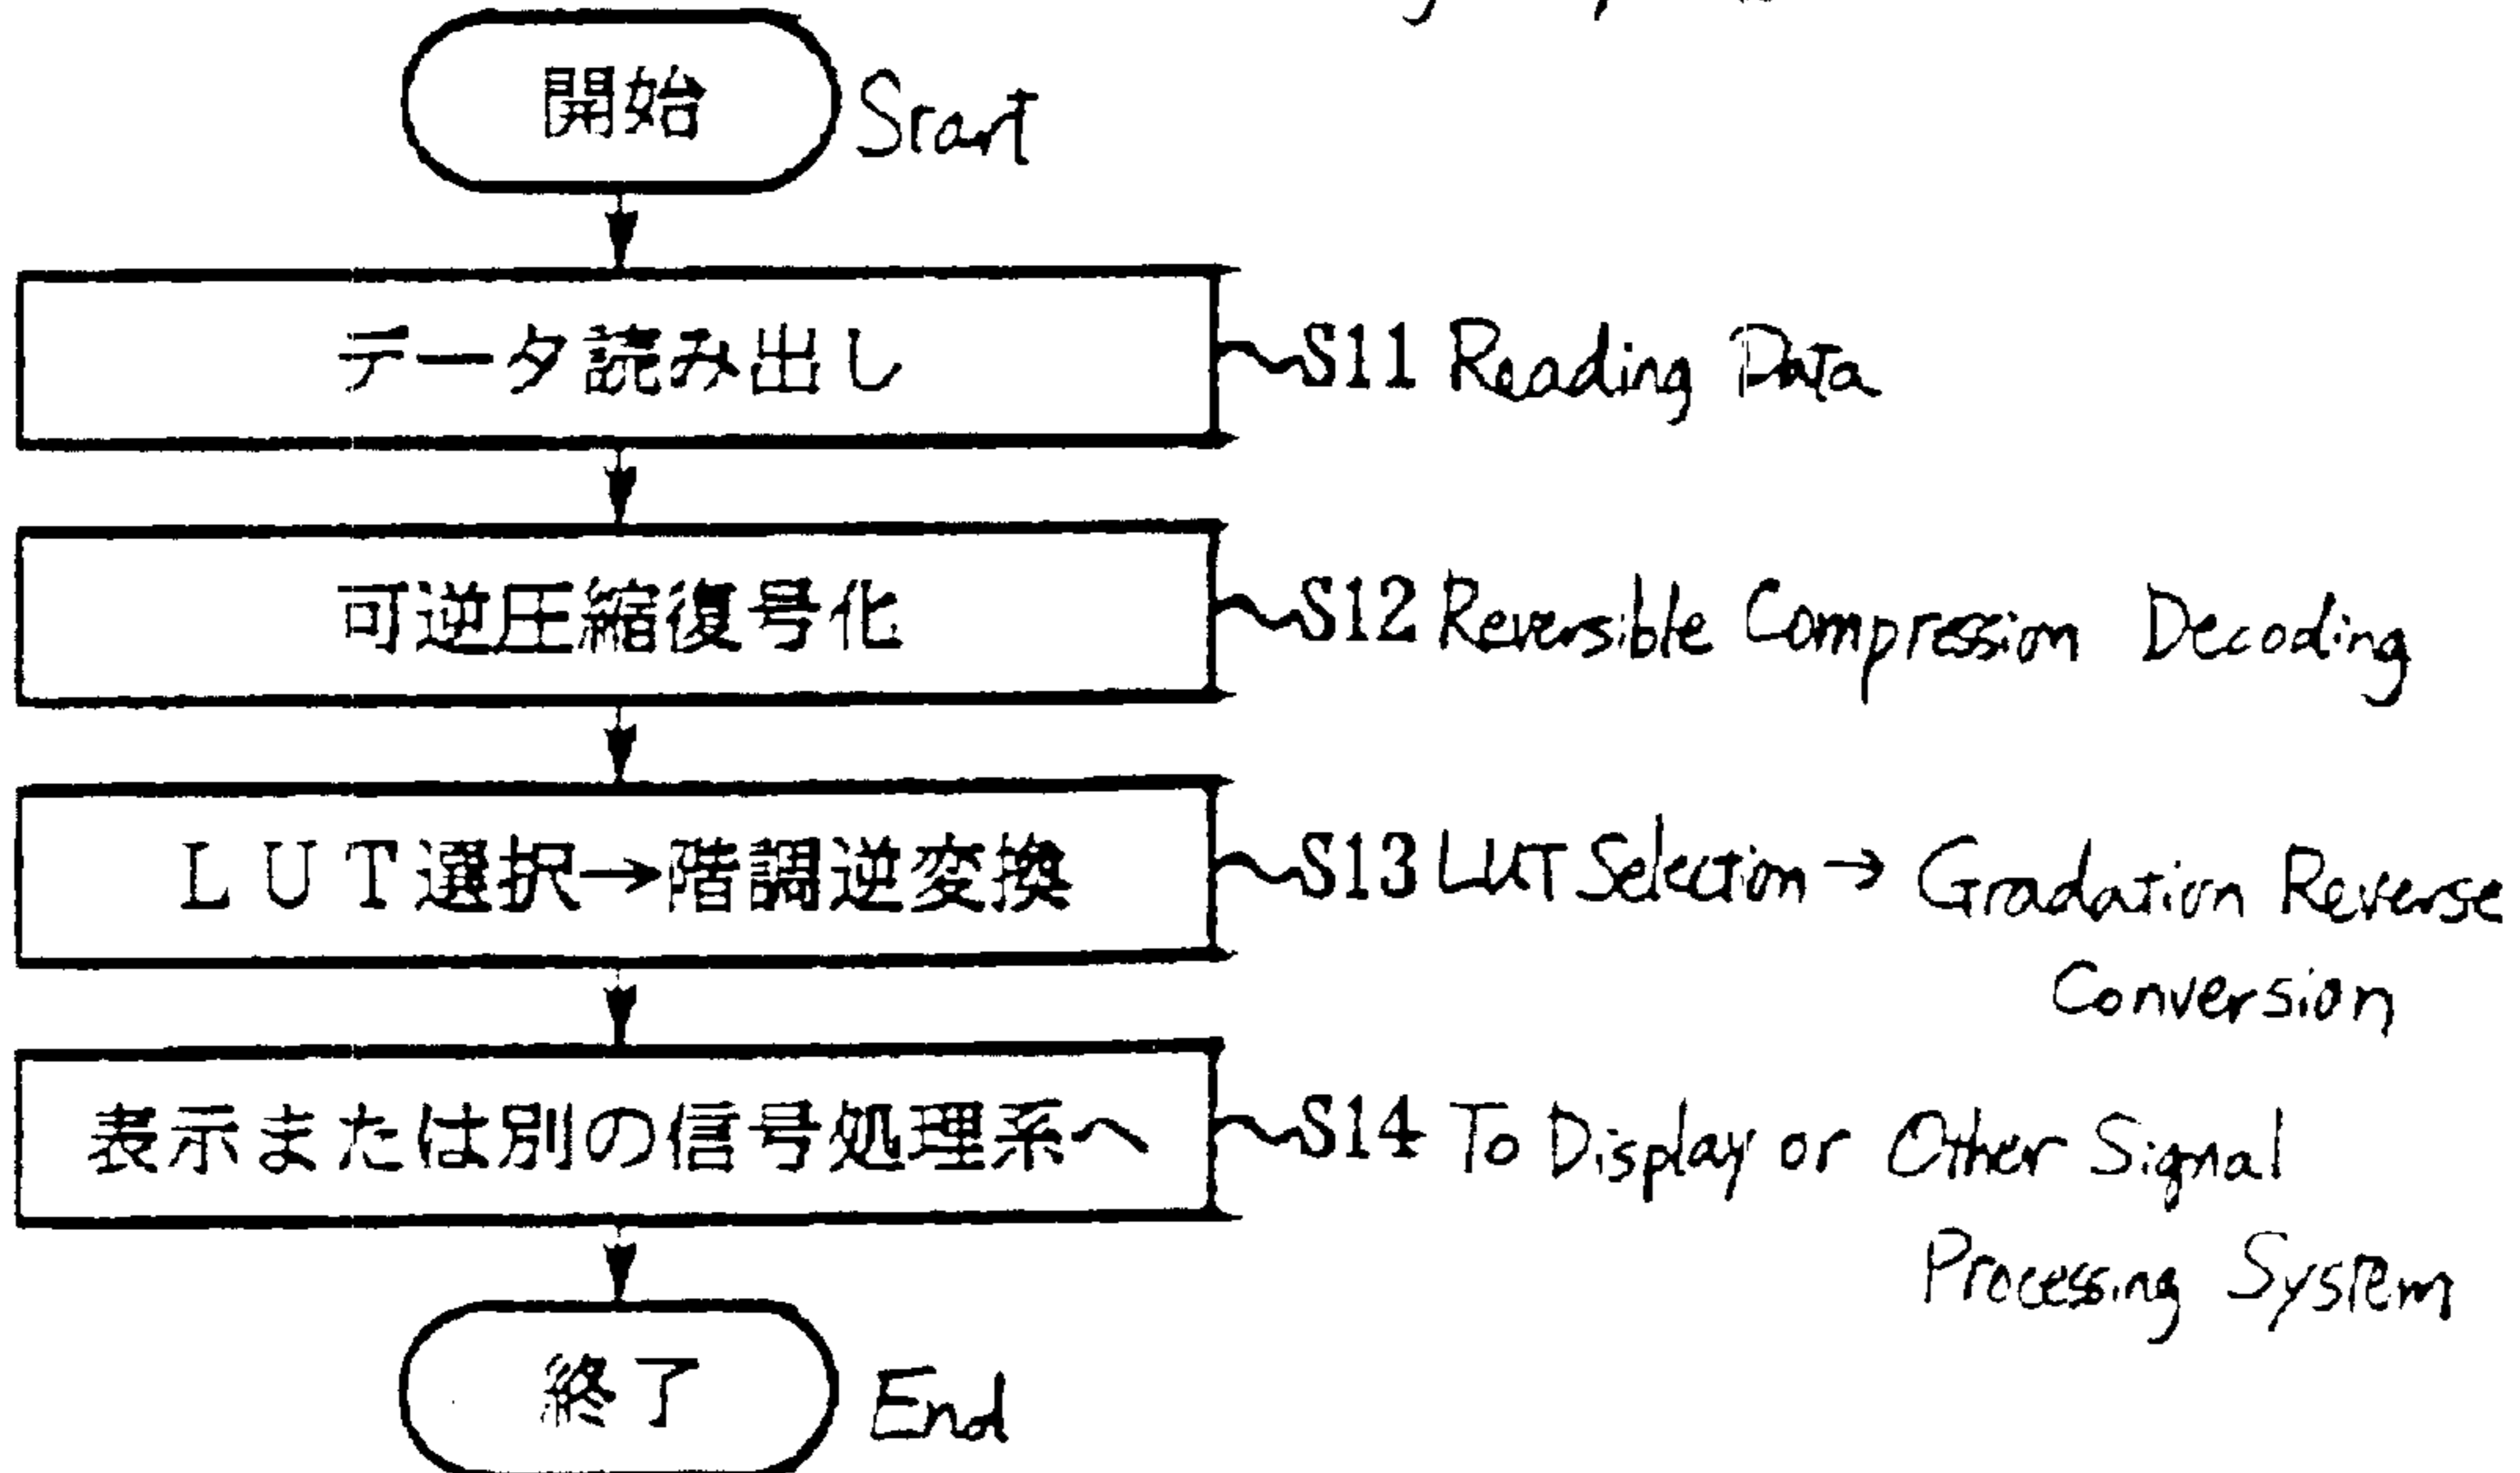 開始 Start
データ読み出し S11 Reading Data
可逆圧縮復号化 S12 Reversible Compression Decoding
LUT選択→階調逆変換 S13 LUT Selection → Gradation Reverse
Conversion
表示または別の信号処理系へ S14 To Display or Other Signal
Processing System
終了 End